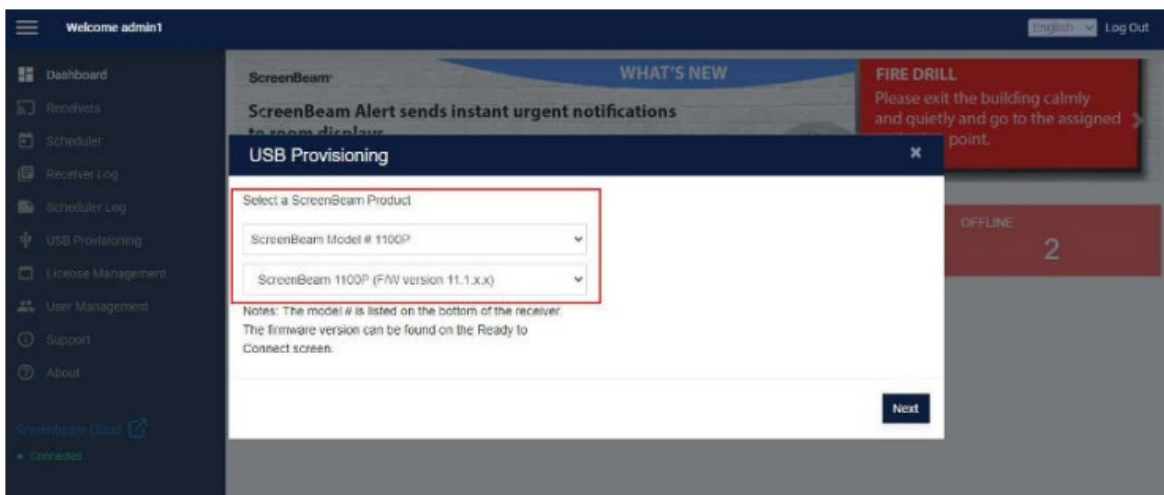 Welcome admin1
English
Log Out
Dashboard
Receivers
Scheduler
Receiver Log
Scheduler Log
USB Provisioning
License Management
User Management
Support
About
Screenbeam Cloud
Connected
ScreenBeam
WHAT'S NEW
ScreenBeam Alert sends instant urgent notifications
to room displays
FIRE DRILL
Please exit the building calmly
and quietly and go to the assigned
point.
OFFLINE
2
USB Provisioning
Select a ScreenBeam Product
ScreenBeam Model # 1100P
ScreenBeam 1100P (F/W version 11.1.x.x)
Notes: The model # is listed on the bottom of the receiver.
The firmware version can be found on the Ready to
Connect screen.
Next